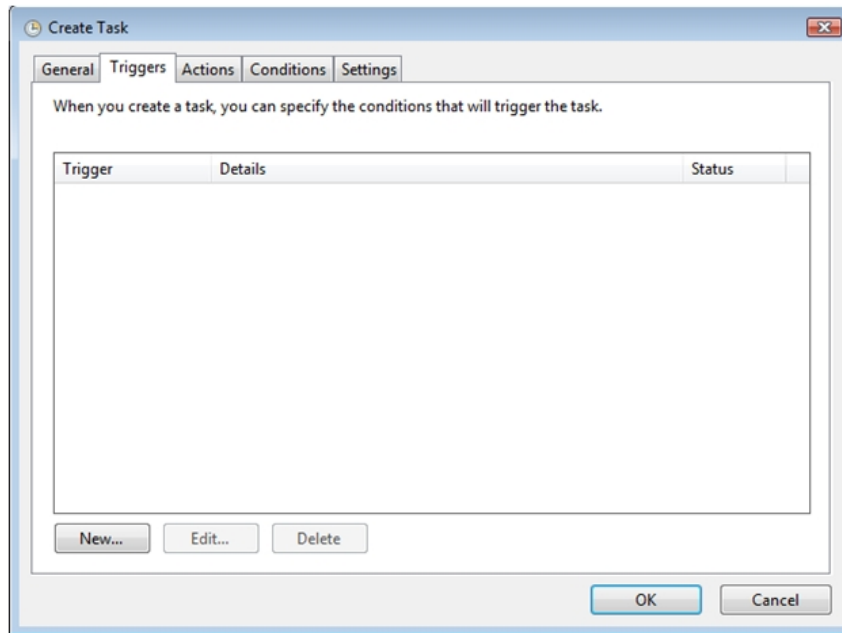 Create Task
General Triggers Actions Conditions Settings
When you create a task, you can specify the conditions that will trigger the task.
Trigger Details Status
New... Edit... Delete
OK Cancel